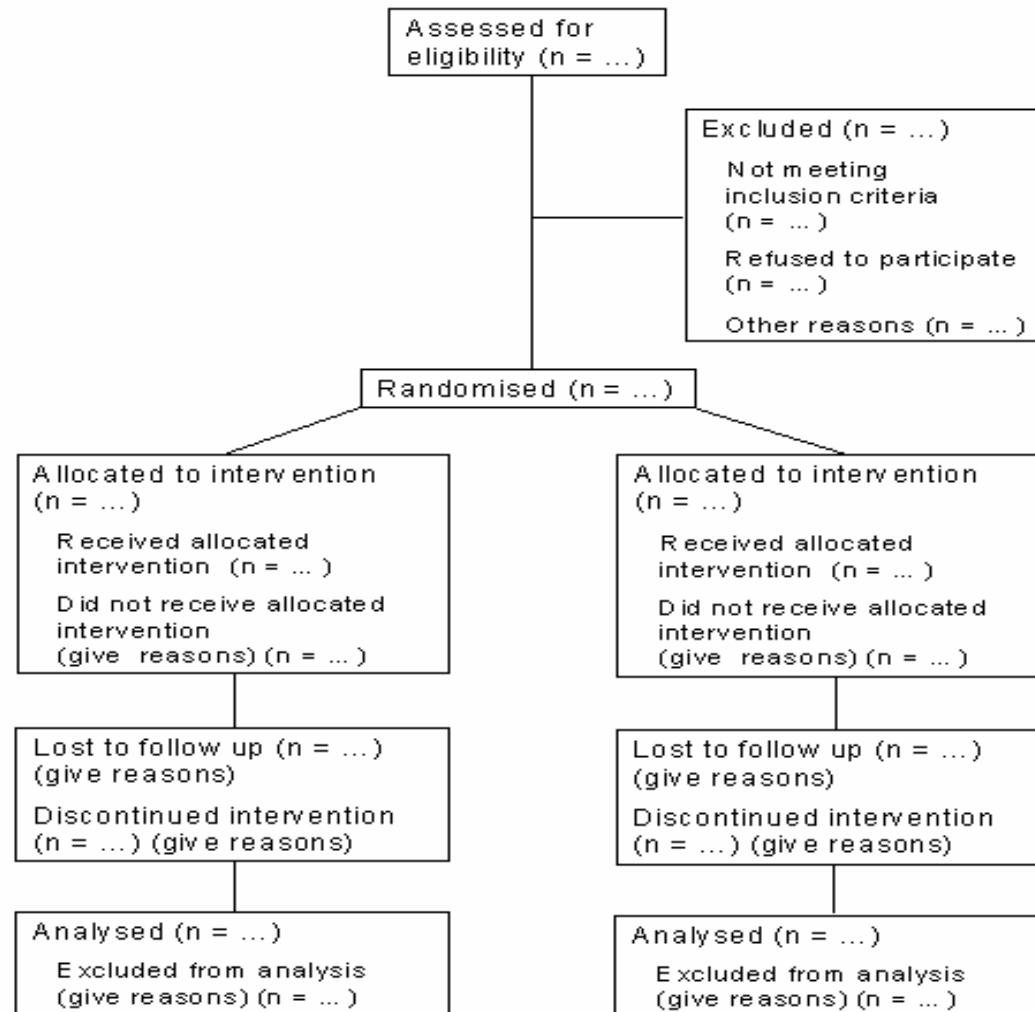 Assessed for
eligibility (n = ...)
Excluded (n = ...)
Not meeting
inclusion criteria
(n = ... )
Refused to participate
(n = ... )
Other reasons (n = ... )
Randomised (n = ...)
Allocated to intervention
(n = ...)
Received allocated
intervention (n = ... )
Did not receive allocated
intervention
(give reasons) (n = ... )
Allocated to intervention
(n = ...)
Received allocated
intervention (n = ... )
Did not receive allocated
intervention
(give reasons) (n = ... )
Lost to follow up (n = ...)
(give reasons)
Discontinued intervention
(n = ...) (give reasons)
Lost to follow up (n = ...)
(give reasons)
Discontinued intervention
(n = ...) (give reasons)
Analysed (n = ...)
Excluded from analysis
(give reasons) (n = ... )
Analysed (n = ...)
Excluded from analysis
(give reasons) (n = ... )